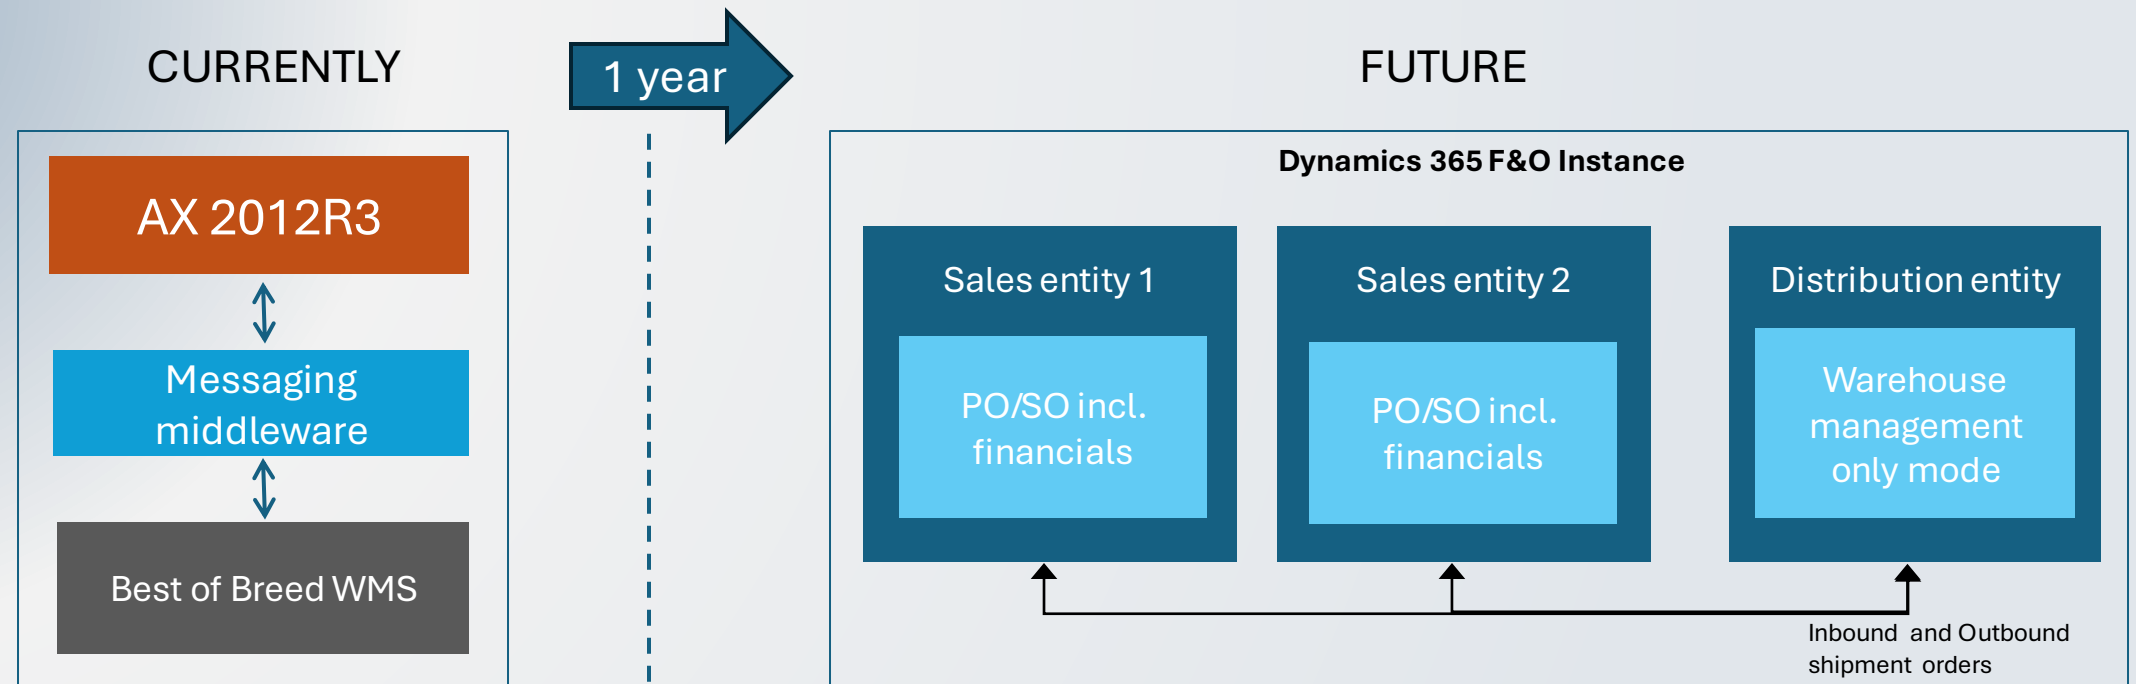 CURRENTLY
1 year
FUTURE
AX 2012R3
Messaging
middleware
Best of Breed WMS
Dynamics 365 F&O Instance
Sales entity 1
PO/SO incl.
financials
Sales entity 2
PO/SO incl.
financials
Distribution entity
Warehouse
management
only mode
Inbound and Outbound
shipment orders